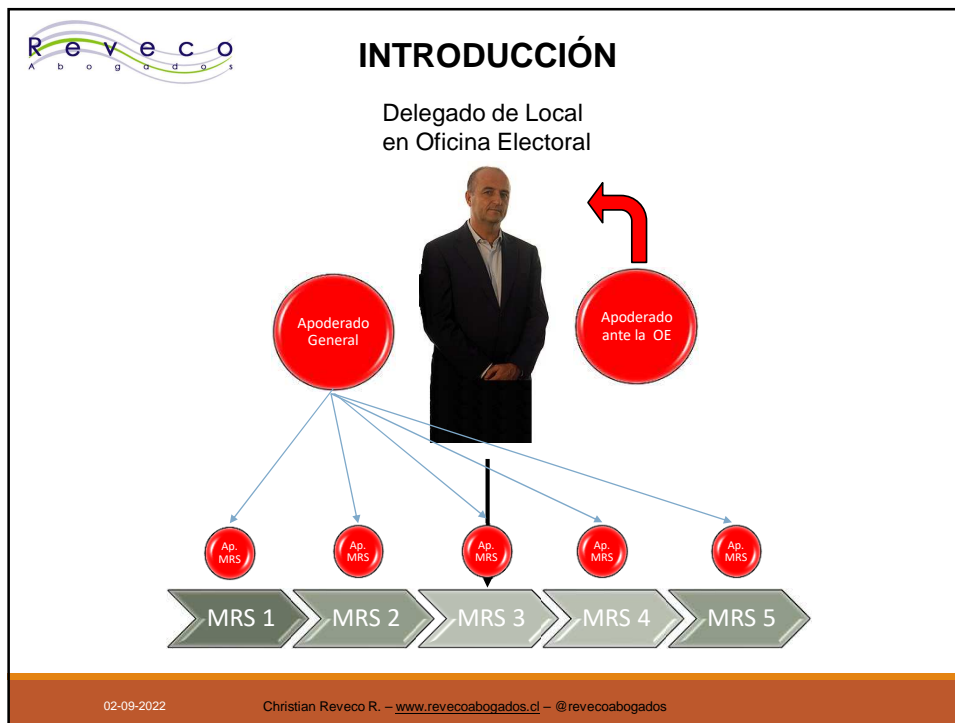 Reveco
Abogados
INTRODUCCIÓN
Delegado de Local
en Oficina Electoral
Apoderado
General
Apoderado
ante la OE
Ap.
MRS
Ap.
MRS
Ap.
MRS
Ap.
MRS
Ap.
MRS
MRS 1
MRS 2
MRS 3
MRS 4
MRS 5
02-09-2022
Christian Reveco R. – www.revecoabogados.cl – @revecoabogados